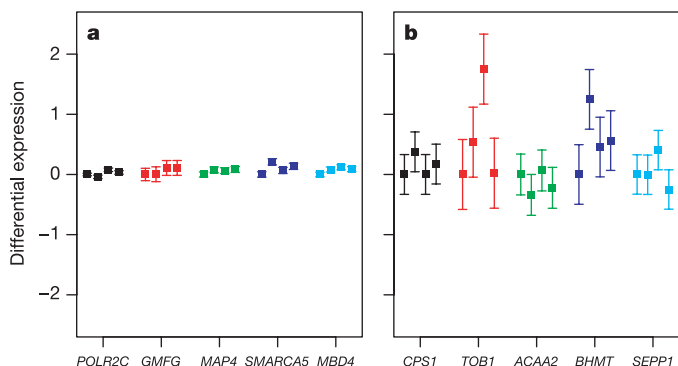 a
b
Differential expression
2
1
0
−1
−2
POLR2C GMFG MAP4 SMARCA5 MBD4
CPS1 TOB1 ACAA2 BHMT SEPP1